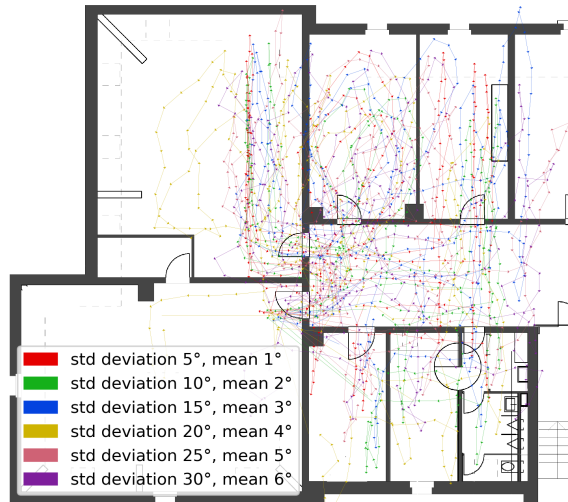 std deviation 5°, mean 1°
std deviation 10°, mean 2°
std deviation 15°, mean 3°
std deviation 20°, mean 4°
std deviation 25°, mean 5°
std deviation 30°, mean 6°